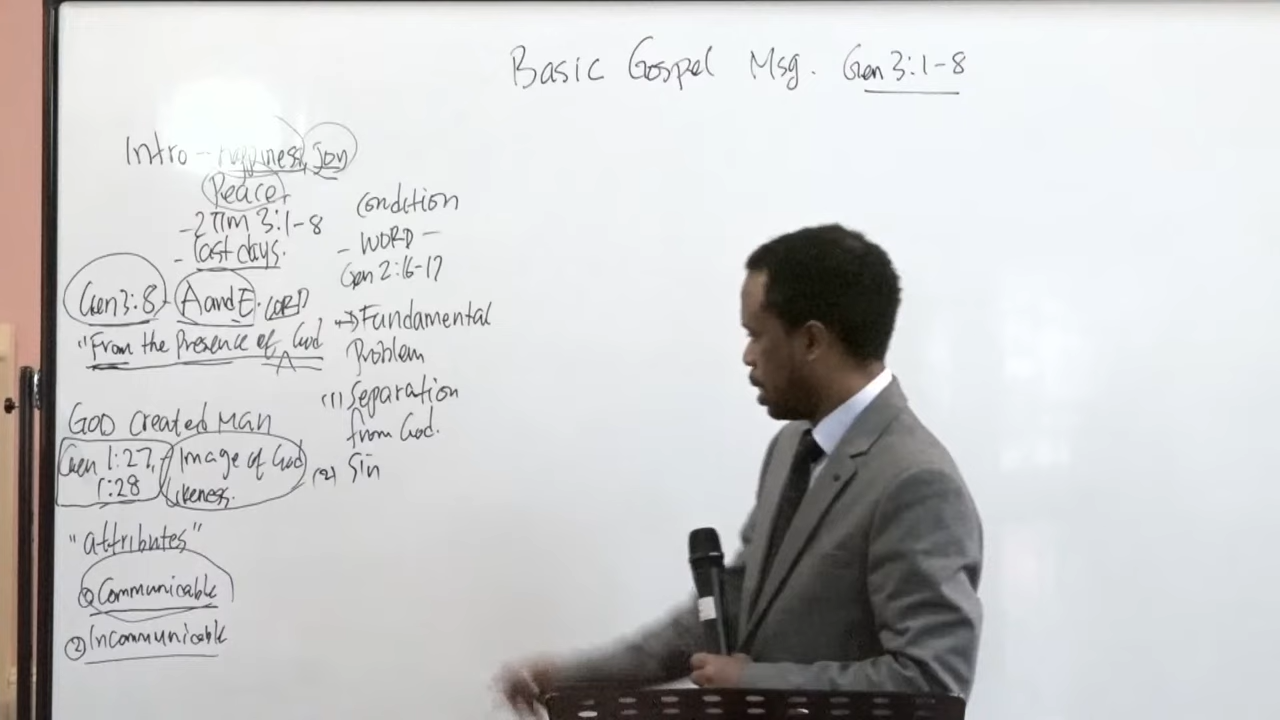 Basic Gospel Msg. Gen 3:1-8
Intro - Happiness, Joy
Peace
- 2 Tim 3:1-8
- last days.
Gen 3:8 - A and E. LORD
"From the Presence of God
GOD created MAN
Gen 1:27, - Image of God
1:28 Likeness.
"attributes"
① Communicable
② Incommunicable
condition
- WORD -
Gen 2:16-17
→ Fundamental
Problem
(1) Separation
from God.
(2) Sin